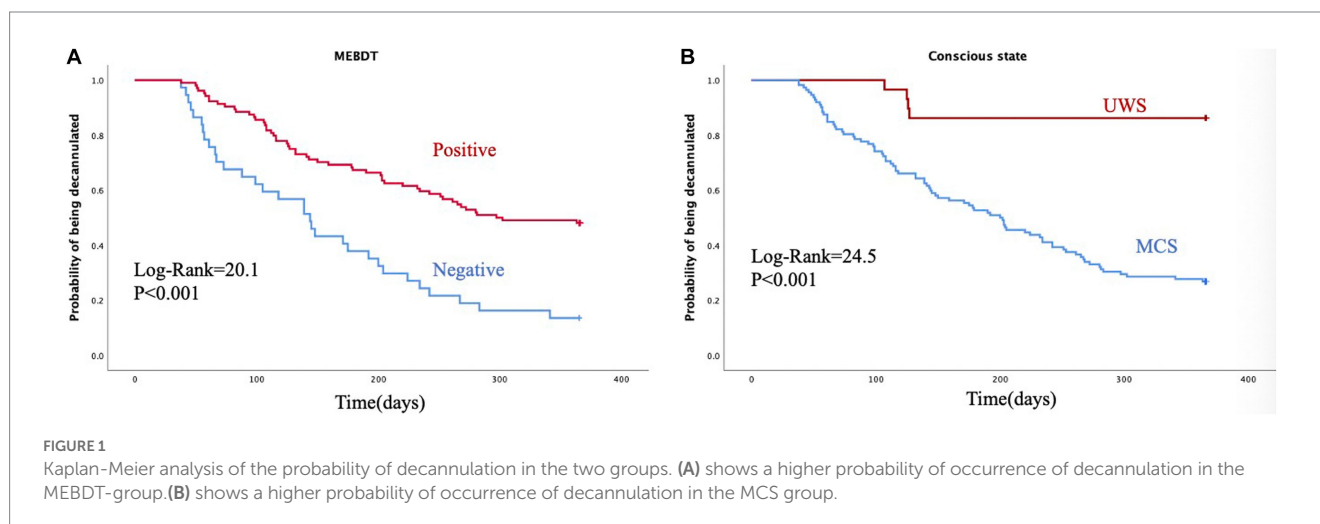 A
MEBDT
Probability of being decannulated
1.0
0.8
0.6
0.4
0.2
0.0
Positive
Negative
Log-Rank=20.1
P<0.001
0 100 200 300 400
Time(days)
B
Conscious state
Probability of being decannulated
1.0
0.8
0.6
0.4
0.2
0.0
UWS
MCS
Log-Rank=24.5
P<0.001
0 100 200 300 400
Time(days)
FIGURE 1
Kaplan-Meier analysis of the probability of decannulation in the two groups. (A) shows a higher probability of occurrence of decannulation in the
MEBDT-group.(B) shows a higher probability of occurrence of decannulation in the MCS group.